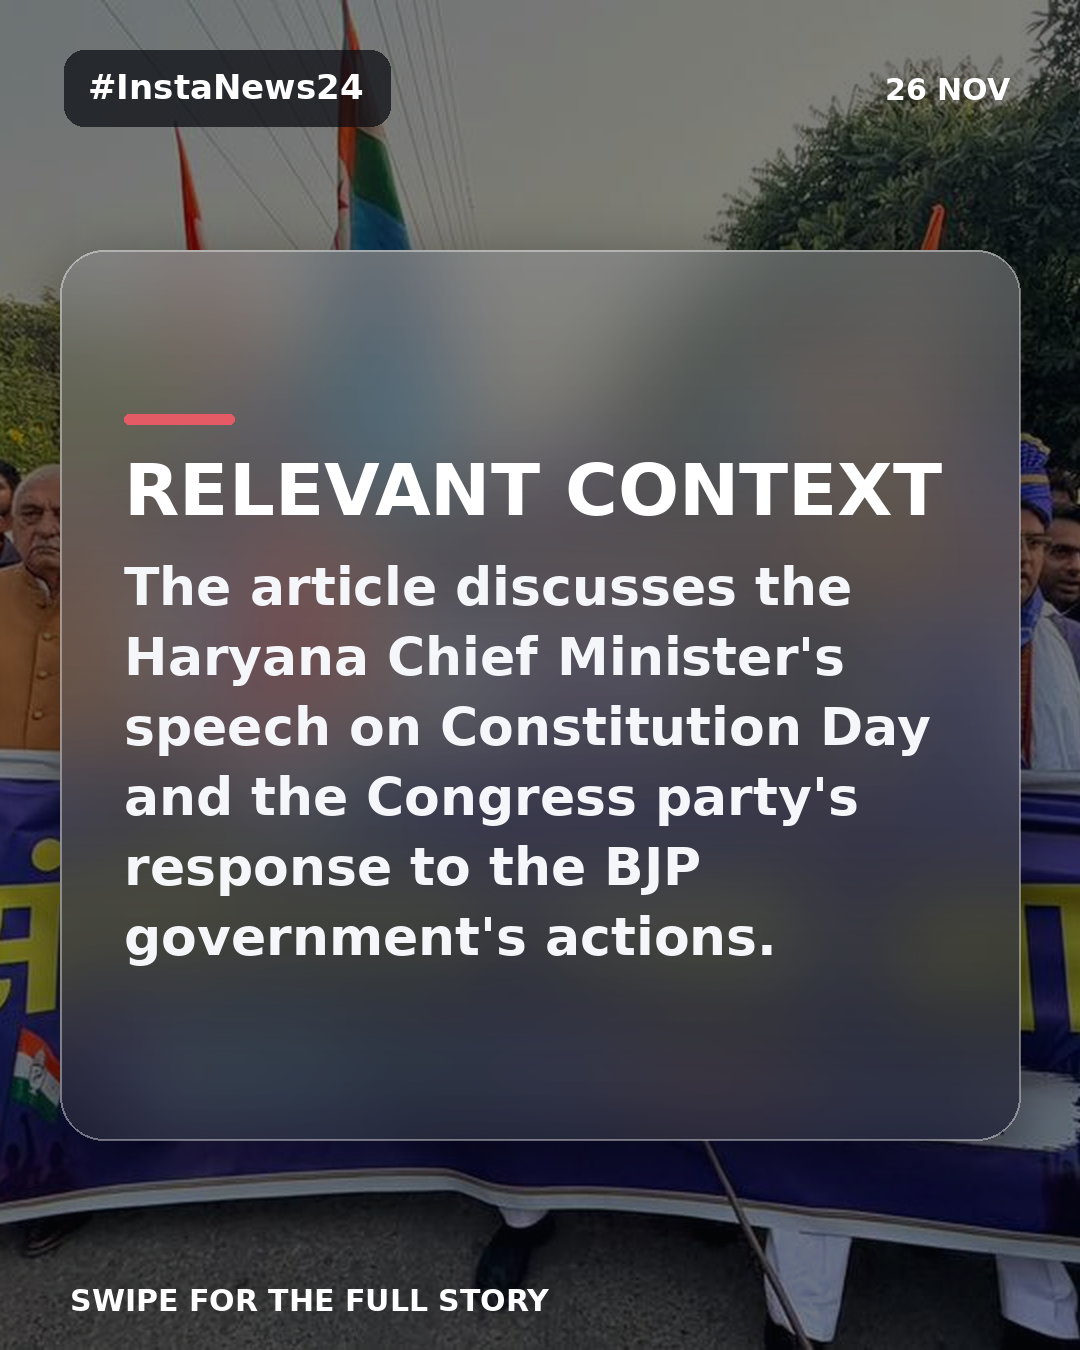 #InstaNews24
26 NOV
RELEVANT CONTEXT
The article discusses the
Haryana Chief Minister's
speech on Constitution Day
and the Congress party's
response to the BJP
government's actions.
SWIPE FOR THE FULL STORY